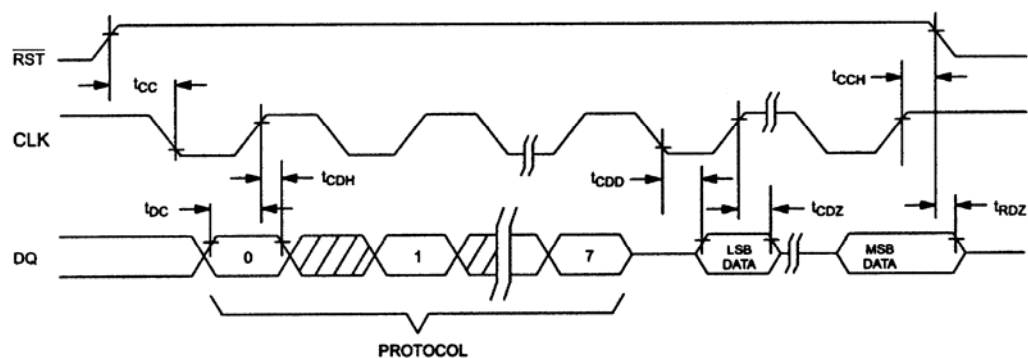 RST
tCC
tCCH
CLK
tCDH
tCDD
tDC
tCDZ
tRDZ
DQ
0
1
7
LSB
DATA
MSB
DATA
PROTOCOL